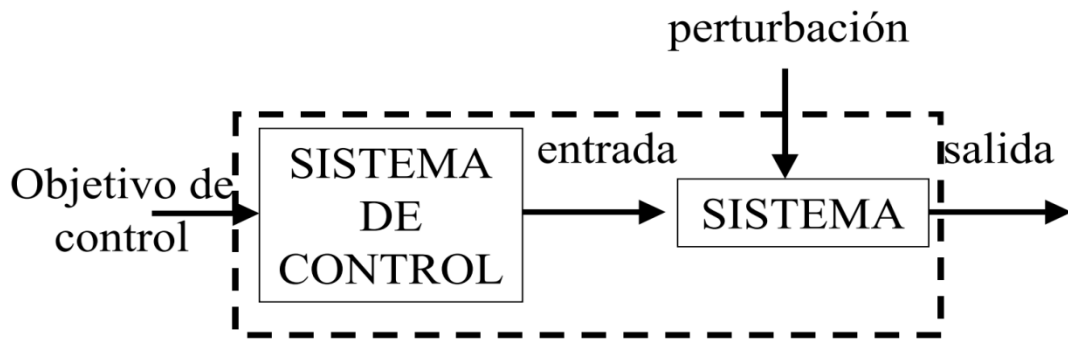 perturbación
Objetivo de
control
SISTEMA
DE
CONTROL
entrada
SISTEMA
salida